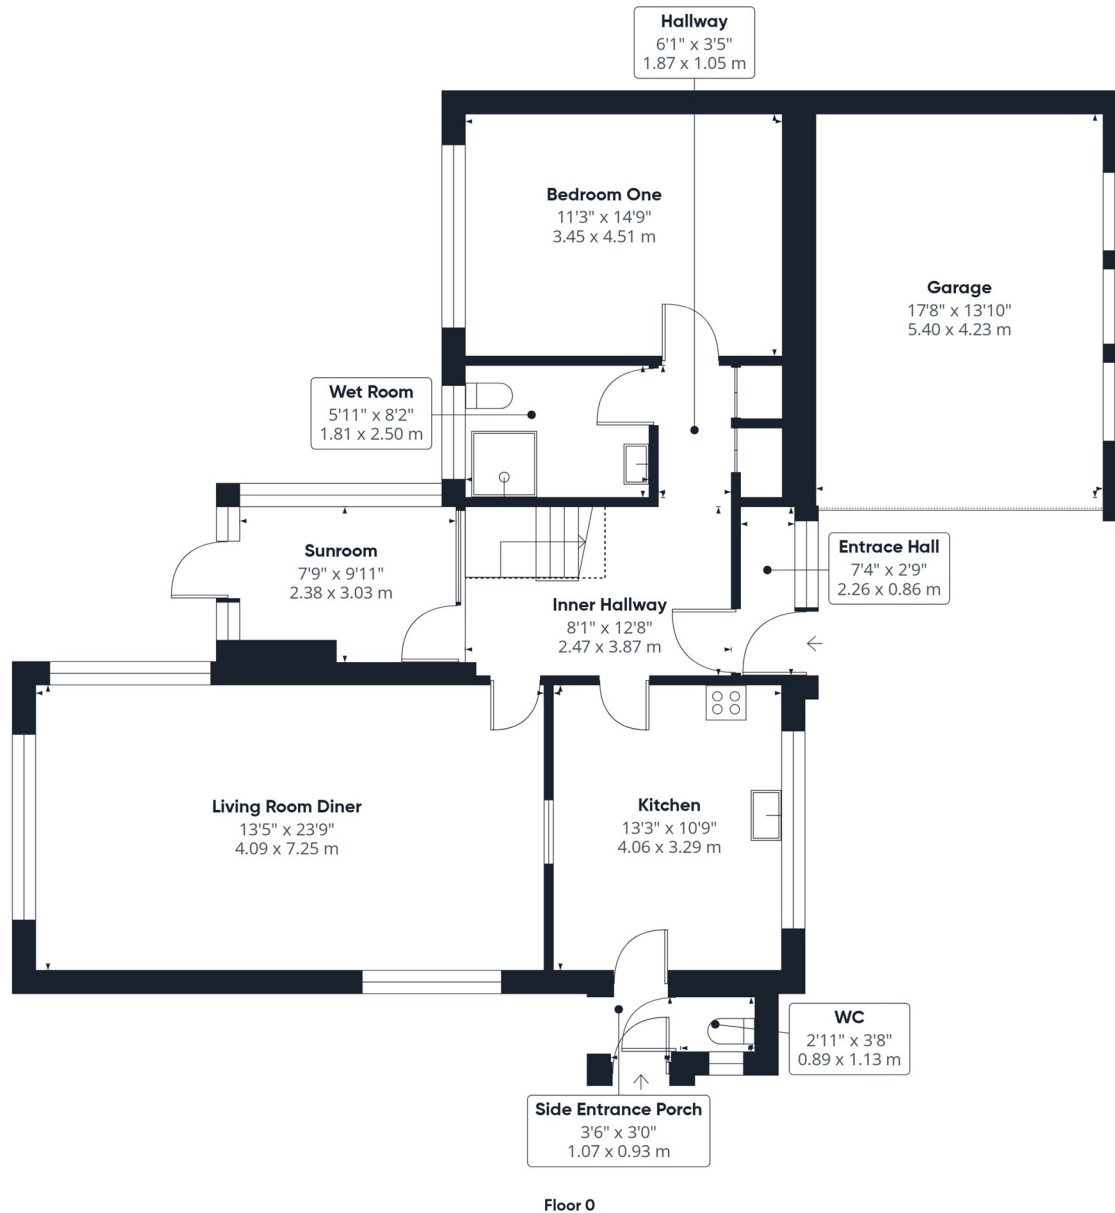 Hallway
6'1" x 3'5"
1.87 x 1.05 m
Bedroom One
11'3" x 14'9"
3.45 x 4.51 m
Garage
17'8" x 13'10"
5.40 x 4.23 m
Wet Room
5'11" x 8'2"
1.81 x 2.50 m
Sunroom
7'9" x 9'11"
2.38 x 3.03 m
Entrace Hall
7'4" x 2'9"
2.26 x 0.86 m
Inner Hallway
8'1" x 12'8"
2.47 x 3.87 m
Living Room Diner
13'5" x 23'9"
4.09 x 7.25 m
Kitchen
13'3" x 10'9"
4.06 x 3.29 m
WC
2'11" x 3'8"
0.89 x 1.13 m
Side Entrance Porch
3'6" x 3'0"
1.07 x 0.93 m
Floor 0